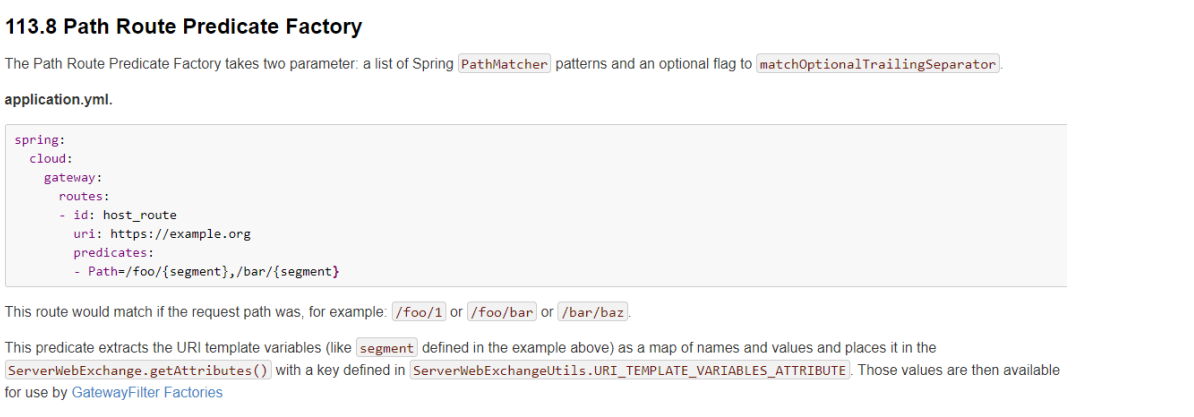 113.8 Path Route Predicate Factory
The Path Route Predicate Factory takes two parameter: a list of Spring PathMatcher patterns and an optional flag to matchOptionalTrailingSeparator.
application.yml.
spring:
  cloud:
    gateway:
      routes:
      - id: host_route
        uri: https://example.org
        predicates:
        - Path=/foo/{segment},/bar/{segment}
This route would match if the request path was, for example: /foo/1 or /foo/bar or /bar/baz.
This predicate extracts the URI template variables (like segment defined in the example above) as a map of names and values and places it in the
ServerWebExchange.getAttributes() with a key defined in ServerWebExchangeUtils.URI_TEMPLATE_VARIABLES_ATTRIBUTE. Those values are then available
for use by GatewayFilter Factories